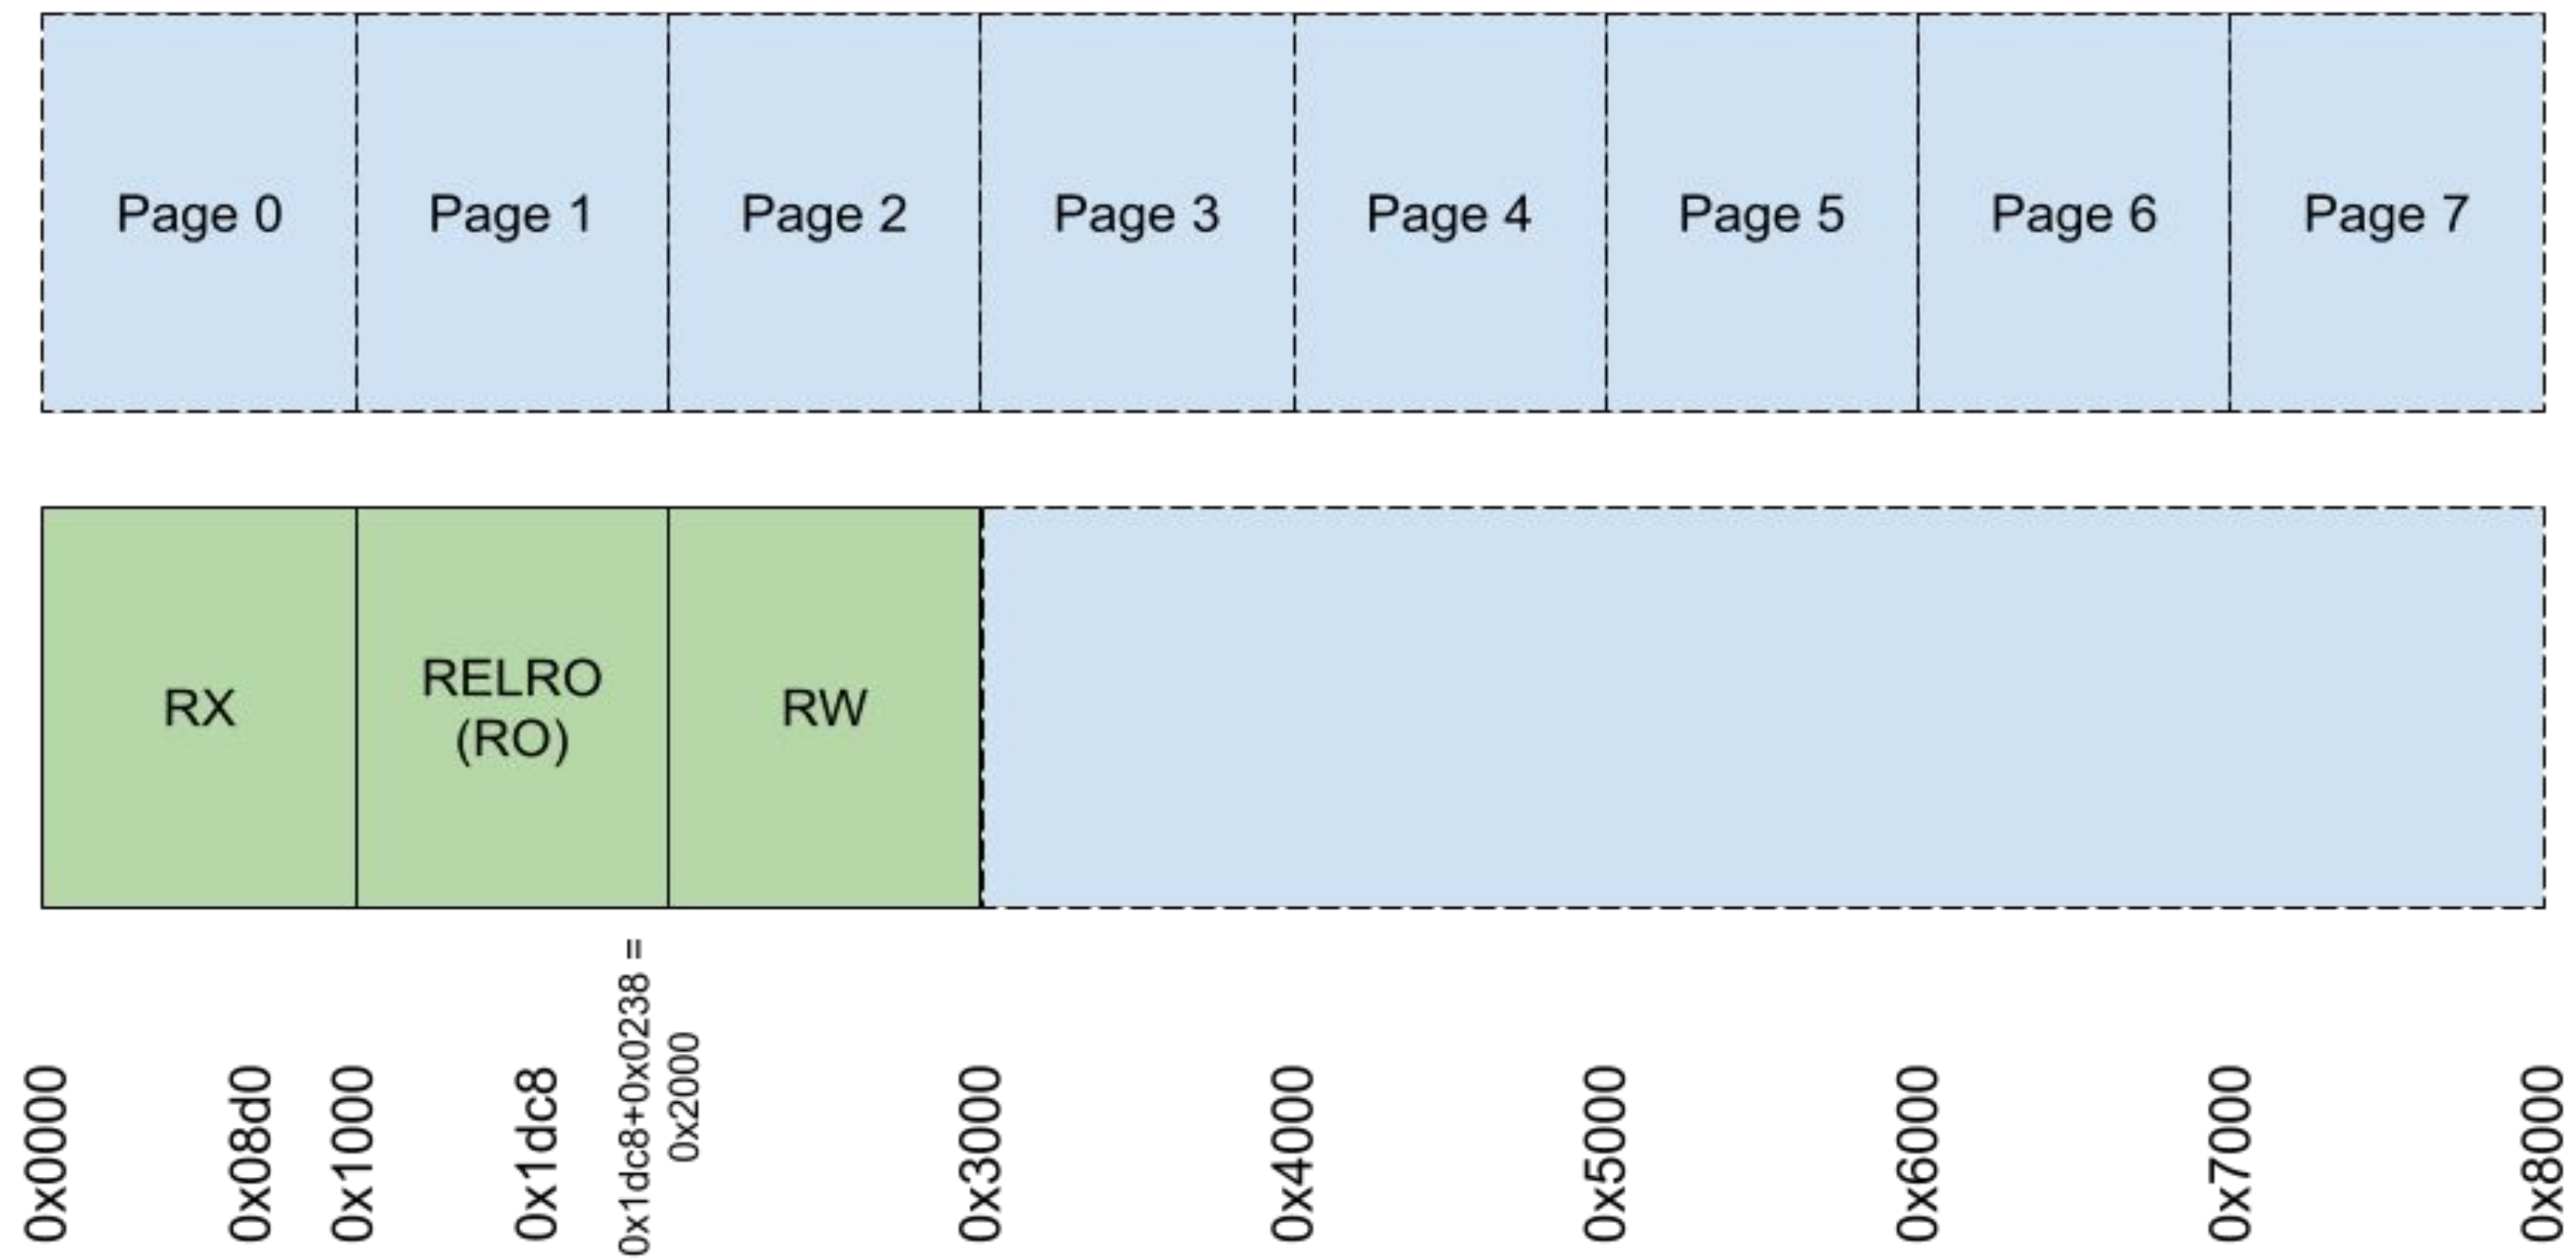 Page 0
Page 1
Page 2
Page 3
Page 4
Page 5
Page 6
Page 7
RX
RELRO
(RO)
RW
0x0000
0x08d0
0x1000
0x1dc8
0x1dc8+0x0238 =
0x2000
0x3000
0x4000
0x5000
0x6000
0x7000
0x8000